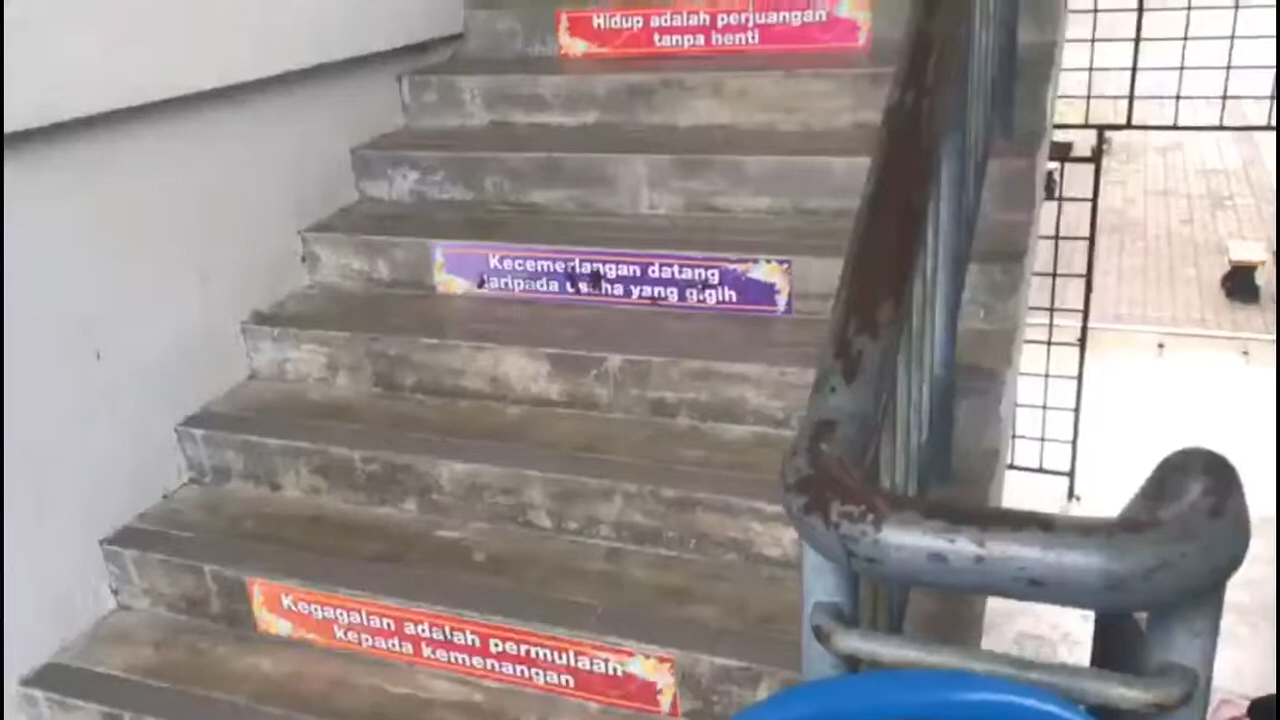 Hidup adalah perjuangan
tanpa henti
Kecemerlangan datang
daripada usaha yang gigih
Kegagalan adalah permulaan
kepada kemenangan